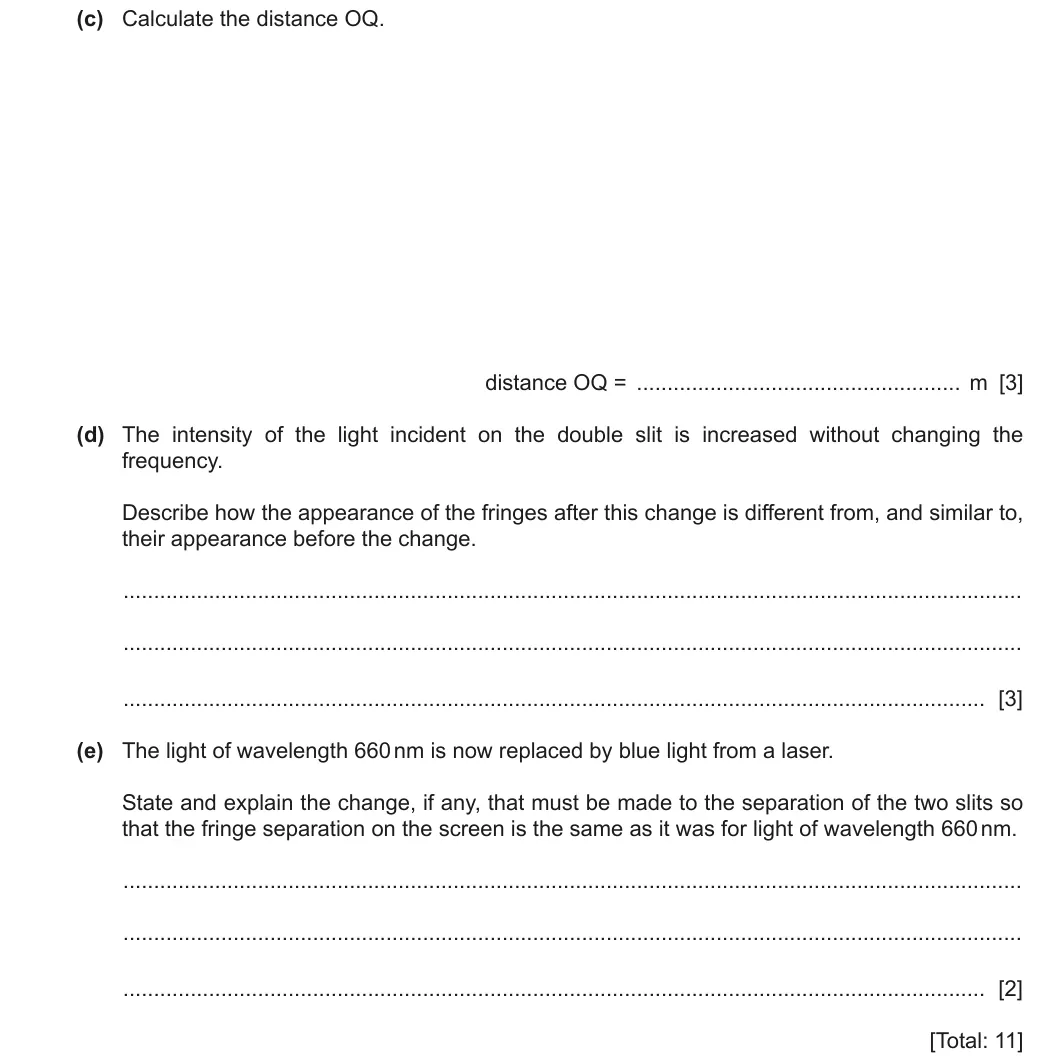 (c) Calculate the distance OQ.
distance OQ = ..................................................... m [3]
(d) The intensity of the light incident on the double slit is increased without changing the
frequency.
Describe how the appearance of the fringes after this change is different from, and similar to,
their appearance before the change.
...................................................................................................................................................
...................................................................................................................................................
............................................................................................................................................. [3]
(e) The light of wavelength 660 nm is now replaced by blue light from a laser.
State and explain the change, if any, that must be made to the separation of the two slits so
that the fringe separation on the screen is the same as it was for light of wavelength 660 nm.
...................................................................................................................................................
...................................................................................................................................................
............................................................................................................................................. [2]
[Total: 11]